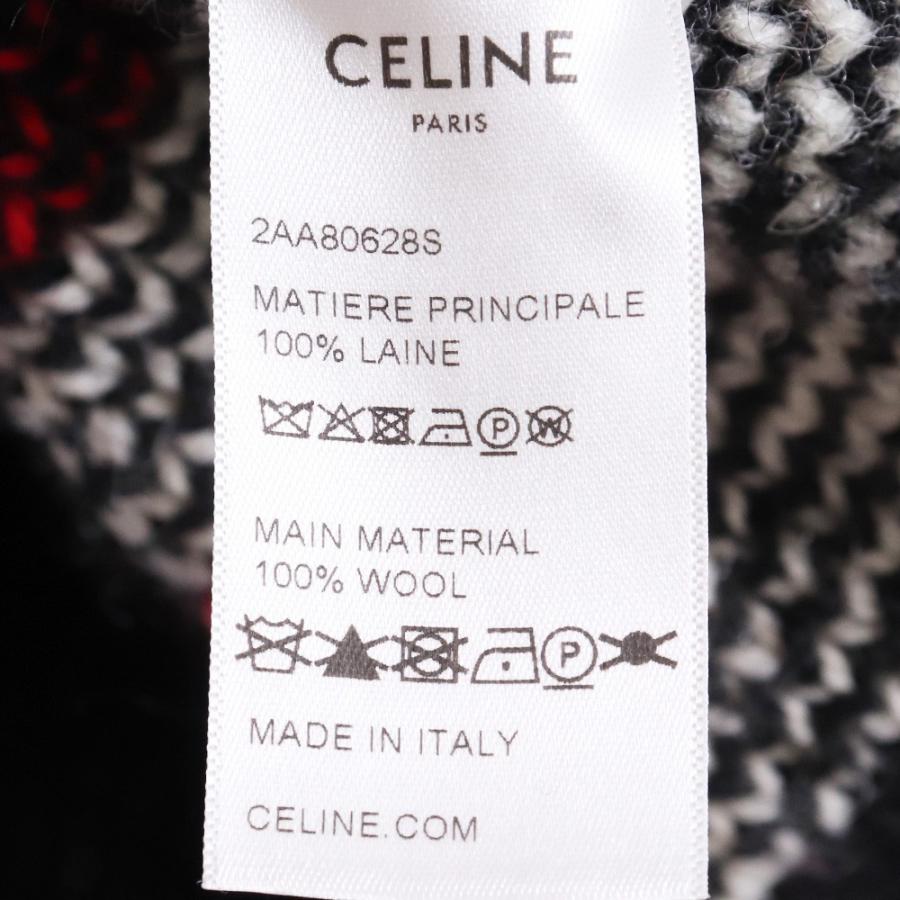 CELINE
PARIS
2AA80628S
MATIERE PRINCIPALE
100% LAINE
P W
MAIN MATERIAL
100% WOOL
P
MADE IN ITALY
CELINE.COM